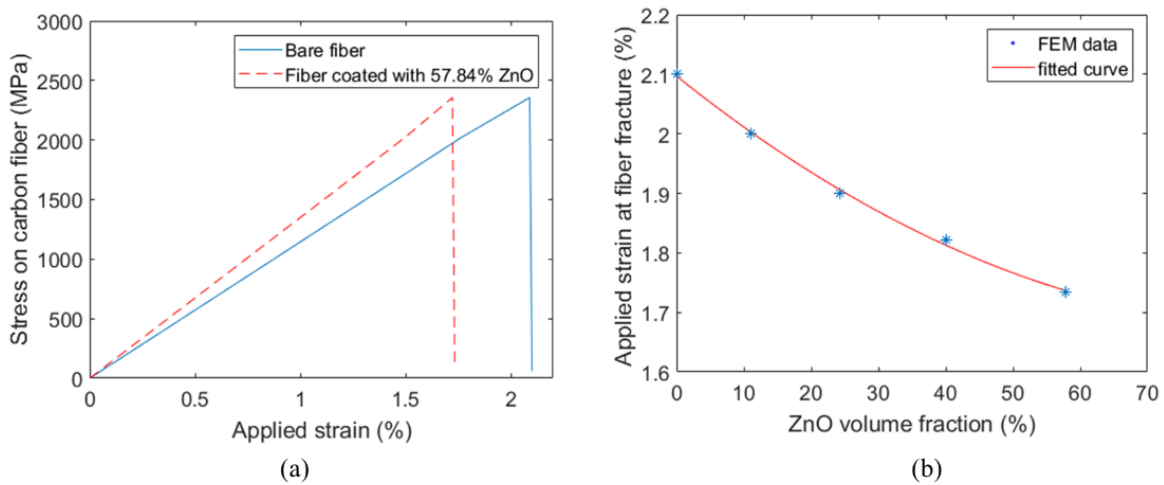 3000
2500
2000
1500
1000
500
0
Stress on carbon fiber (MPa)
Bare fiber
Fiber coated with 57.84% ZnO
0 0.5 1 1.5 2
Applied strain (%)
(a)
2.2
2.1
2
1.9
1.8
1.7
1.6
Applied strain at fiber fracture (%)
FEM data
fitted curve
0 10 20 30 40 50 60 70
ZnO volume fraction (%)
(b)